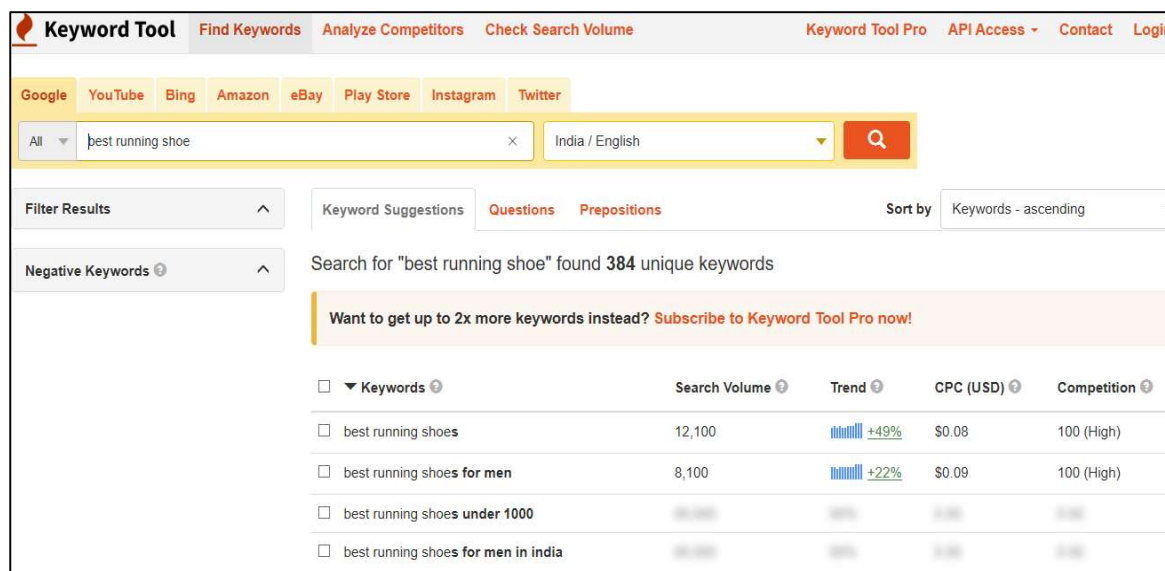 Keyword Tool Find Keywords Analyze Competitors Check Search Volume Keyword Tool Pro API Access Contact Login
Google YouTube Bing Amazon eBay Play Store Instagram Twitter
All best running shoe × India / English
Filter Results
Negative Keywords ?
Keyword Suggestions Questions Prepositions Sort by Keywords - ascending
Search for "best running shoe" found 384 unique keywords
Want to get up to 2x more keywords instead? Subscribe to Keyword Tool Pro now!
Keywords ? Search Volume ? Trend ? CPC (USD) ? Competition ?
best running shoes 12,100 +49% $0.08 100 (High)
best running shoes for men 8,100 +22% $0.09 100 (High)
best running shoes under 1000
best running shoes for men in india